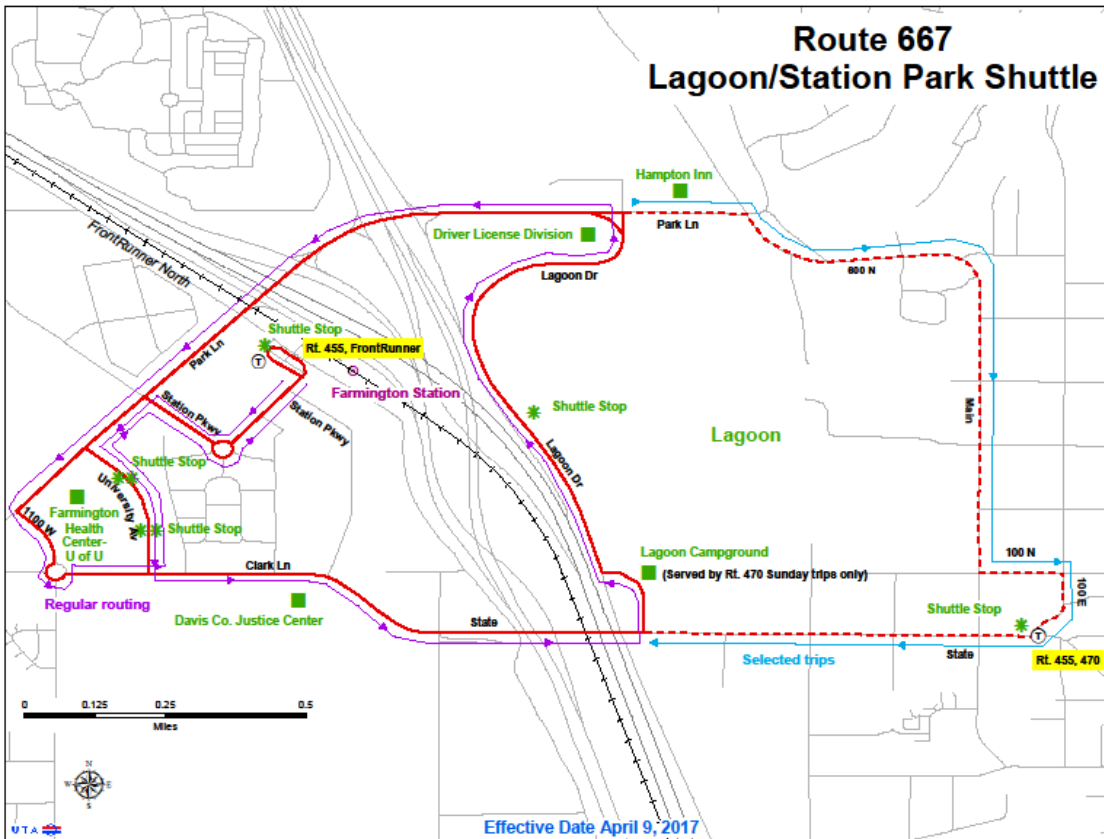 Route 667
Lagoon/Station Park Shuttle
Hampton Inn
Park Ln
Driver License Division
FrontRunner North
Lagoon Dr
600 N
Shuttle Stop
Rt. 455, FrontRunner
Park Ln
Farmington Station
Station Pkwy
Station Pkwy
Shuttle Stop
Main
Lagoon
Lagoon Dr
Shuttle Stop
University Av
Farmington
Health
Center-
U of U
1100 W
Shuttle Stop
Lagoon Campground
(Served by Rt. 470 Sunday trips only)
100 N
100 E
Clark Ln
Regular routing
Davis Co. Justice Center
State
Shuttle Stop
T
T
Selected trips
State
Rt. 455, 470
0 0.125 0.25 0.5
Miles
N
W E
S
UTA
Effective Date April 9, 2017